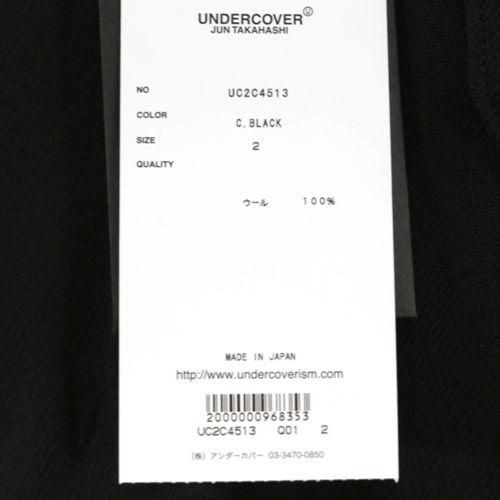 UNDERCOVER
JUN TAKAHASHI
NO UC2C4513
COLOR C.BLACK
SIZE 2
QUALITY
ウール 100%
MADE IN JAPAN
http://www.undercoverism.com
2000000968353
UC2C4513 Q01 2
(株) アンダーカバー 03-3470-0850